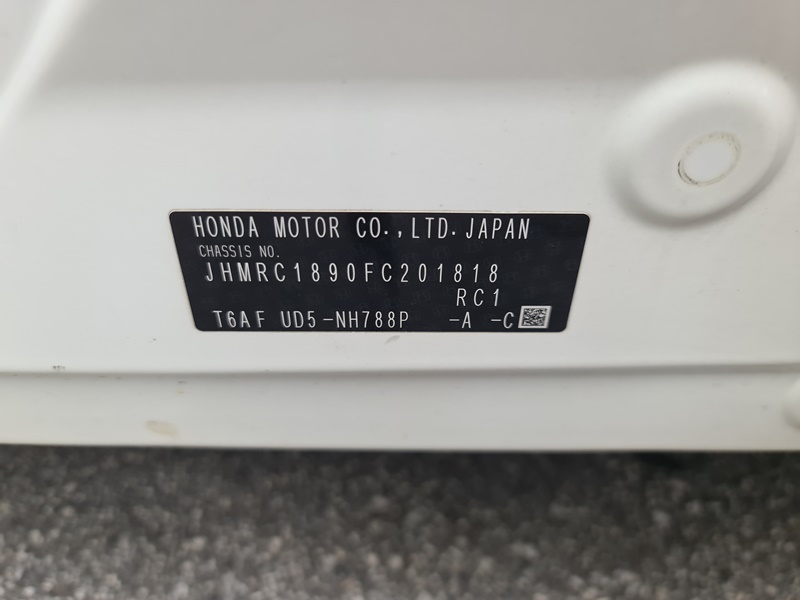 HONDA MOTOR CO.,LTD.JAPAN
CHASSIS NO.
JHMRC1890FC201818
RC1
T6AF UD5-NH788P -A -C